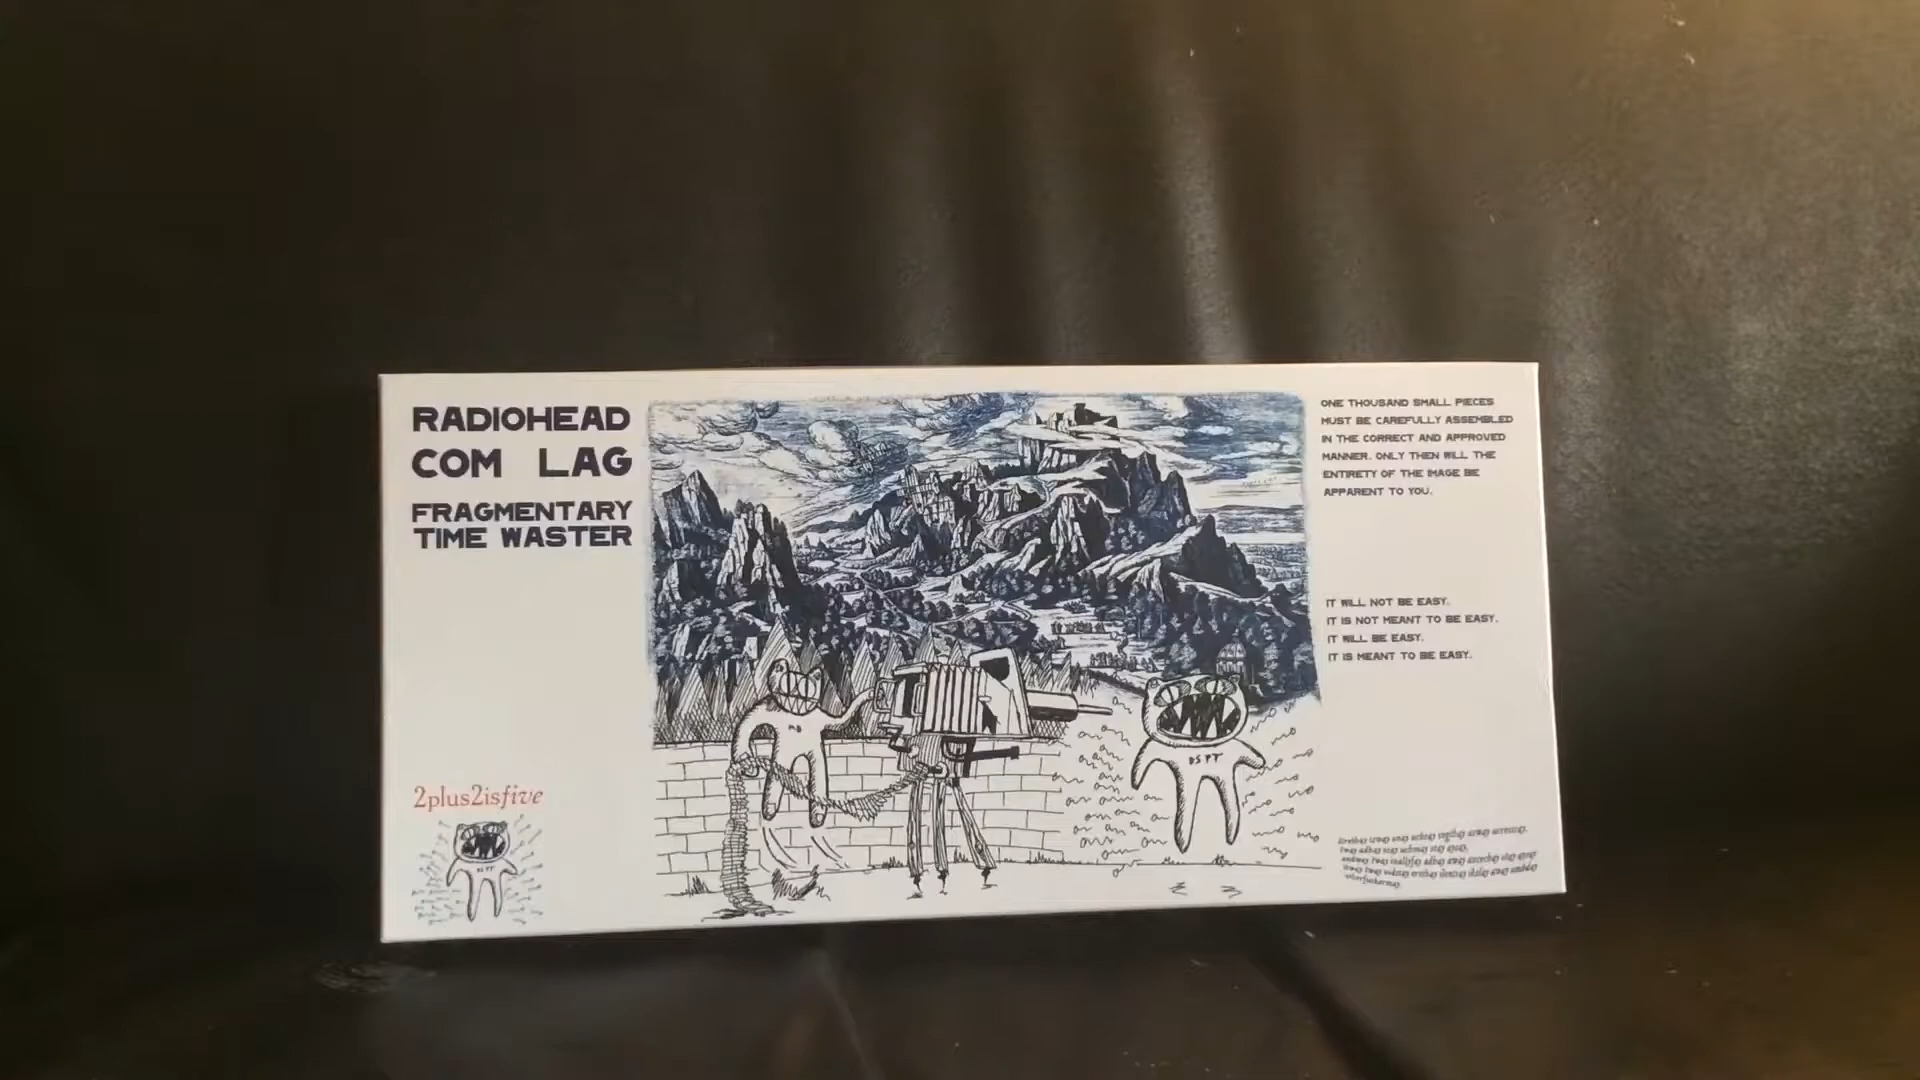 RADIOHEAD
COM LAG
FRAGMENTARY
TIME WASTER
2plus2isfive
DSPT
ONE THOUSAND SMALL PIECES
MUST BE CAREFULLY ASSEMBLED
IN THE CORRECT AND APPROVED
MANNER. ONLY THEN WILL THE
ENTIRETY OF THE IMAGE BE
APPARENT TO YOU.
IT WILL NOT BE EASY.
IT IS NOT MEANT TO BE EASY.
IT WILL BE EASY.
IT IS MEANT TO BE EASY.